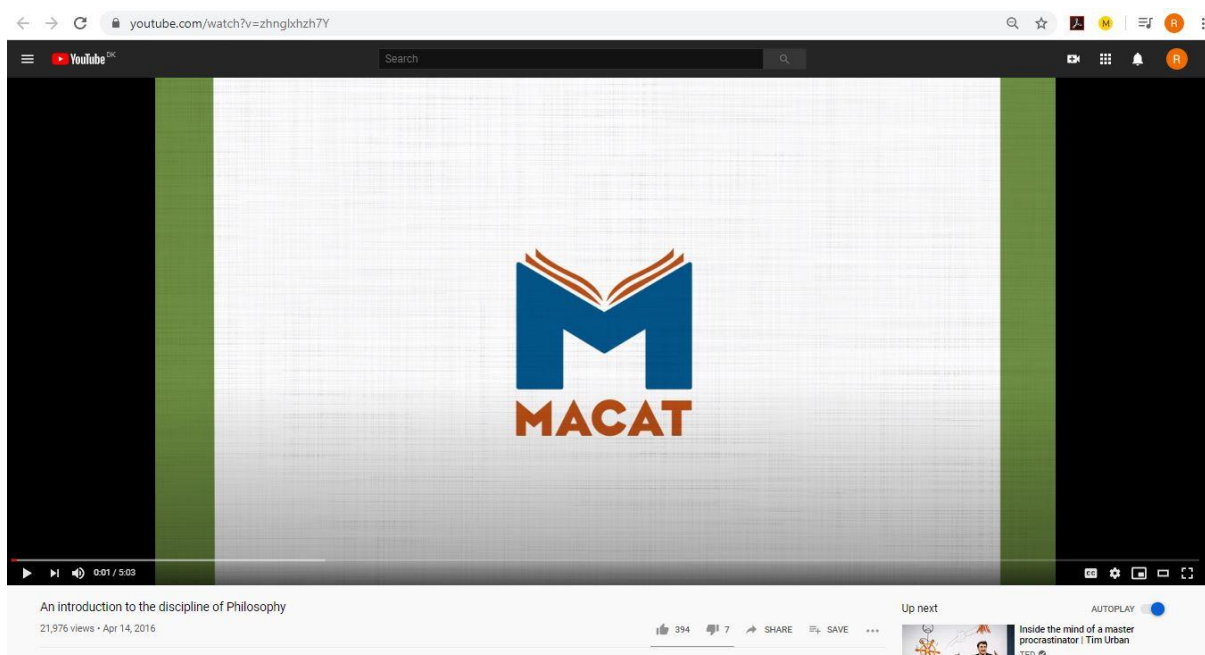 youtube.com/watch?v=zhnglxhzh7Y
M
R
YouTube DK
Search
R
MACAT
0:01 / 5:03
CC
An introduction to the discipline of Philosophy
21,976 views • Apr 14, 2016
394
7
SHARE
SAVE
Up next
AUTOPLAY
Inside the mind of a master
procrastinator | Tim Urban
TED